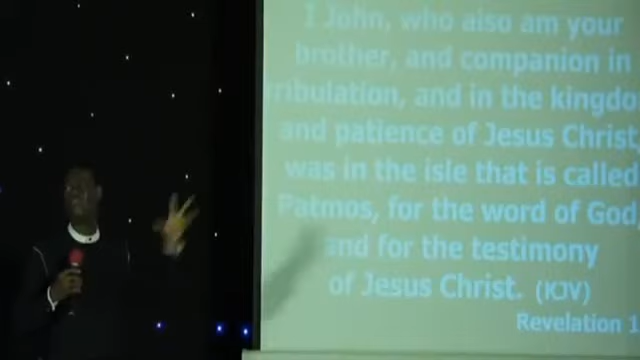 I John, who also am your
brother, and companion in
tribulation, and in the kingdo
and patience of Jesus Christ,
was in the isle that is called
Patmos, for the word of God,
and for the testimony
of Jesus Christ. (KJV)
Revelation 1